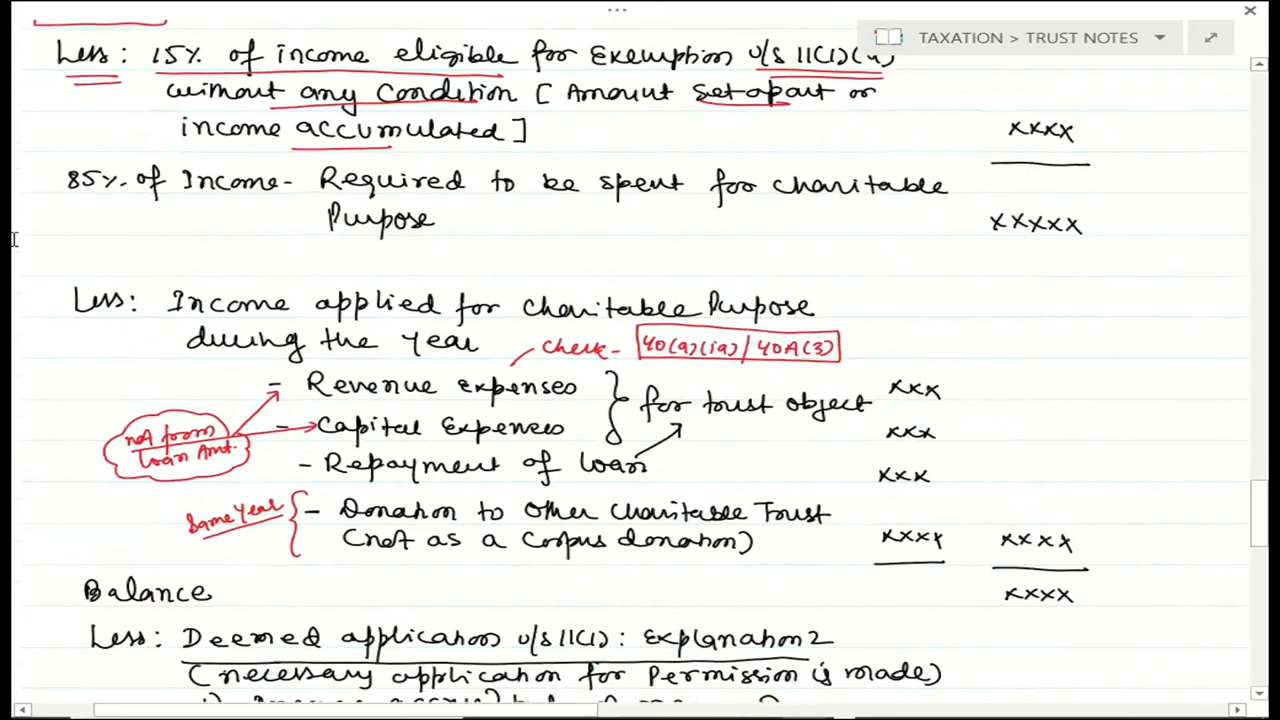 TAXATION > TRUST NOTES
Less: 15% of income eligible for Exemption u/s 11(1)(a)
without any Condition [Amount Set apart or
income accumulated] xxxx
85% of Income - Required to be spent for charitable
Purpose xxxxx
Less: Income applied for charitable Purpose
during the year
check- 40(a)(ia)/40A(3)
- Revenue expenses xxx
for trust object
- Capital Expenses xxx
not from
Loan Amt.
- Repayment of loan xxx
Same Year
- Donation to Other Charitable Trust
(not as a Corpus donation) xxxx xxxx
Balance xxxx
Less: Deemed application u/s 11(1): Explanation 2
(necessary application for Permission is made)